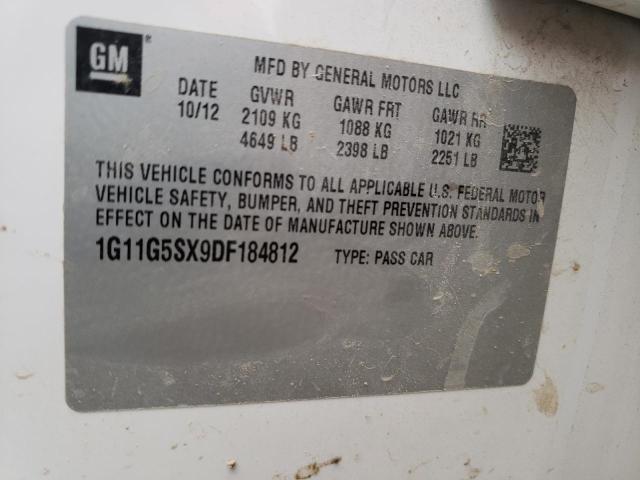 GM ®
MFD BY GENERAL MOTORS LLC
DATE GVWR GAWR FRT GAWR RR
10/12 2109 KG 1088 KG 1021 KG
4649 LB 2398 LB 2251 LB
THIS VEHICLE CONFORMS TO ALL APPLICABLE U.S. FEDERAL MOTOR
VEHICLE SAFETY, BUMPER, AND THEFT PREVENTION STANDARDS IN
EFFECT ON THE DATE OF MANUFACTURE SHOWN ABOVE.
1G11G5SX9DF184812 TYPE: PASS CAR